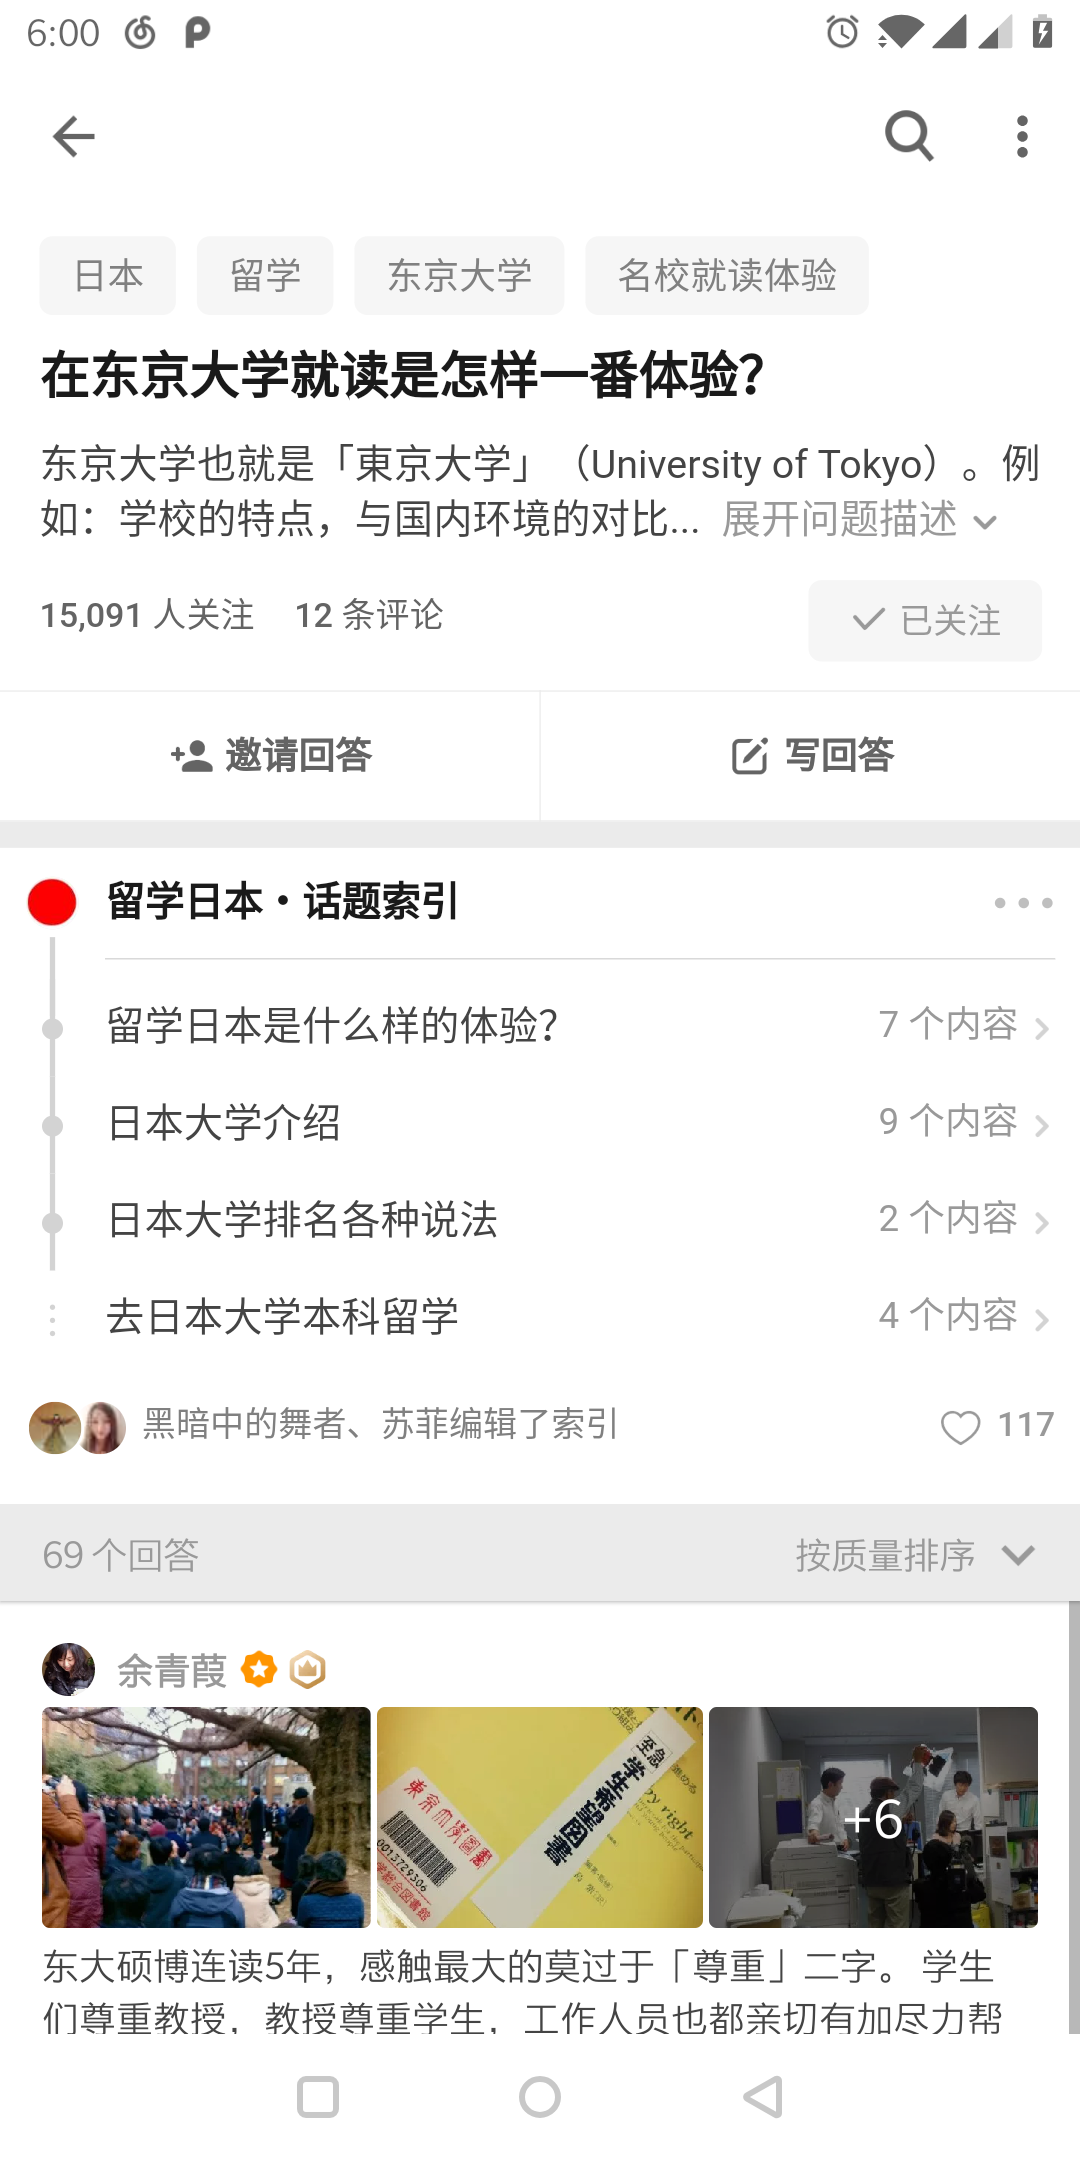 6:00
日本 留学 东京大学 名校就读体验
在东京大学就读是怎样一番体验？
东京大学也就是「東京大学」（University of Tokyo）。例
如：学校的特点，与国内环境的对比... 展开问题描述
15,091 人关注 12 条评论 已关注
邀请回答 写回答
留学日本・话题索引
留学日本是什么样的体验？ 7 个内容
日本大学介绍 9 个内容
日本大学排名各种说法 2 个内容
去日本大学本科留学 4 个内容
黑暗中的舞者、苏菲编辑了索引 117
69 个回答 按质量排序
余青葭
至急
学生希望図書
東京大学図書
0013729306
by right
+6
东大硕博连读5年，感触最大的莫过于「尊重」二字。 学生
们尊重教授，教授尊重学生，工作人员也都亲切有加尽力帮